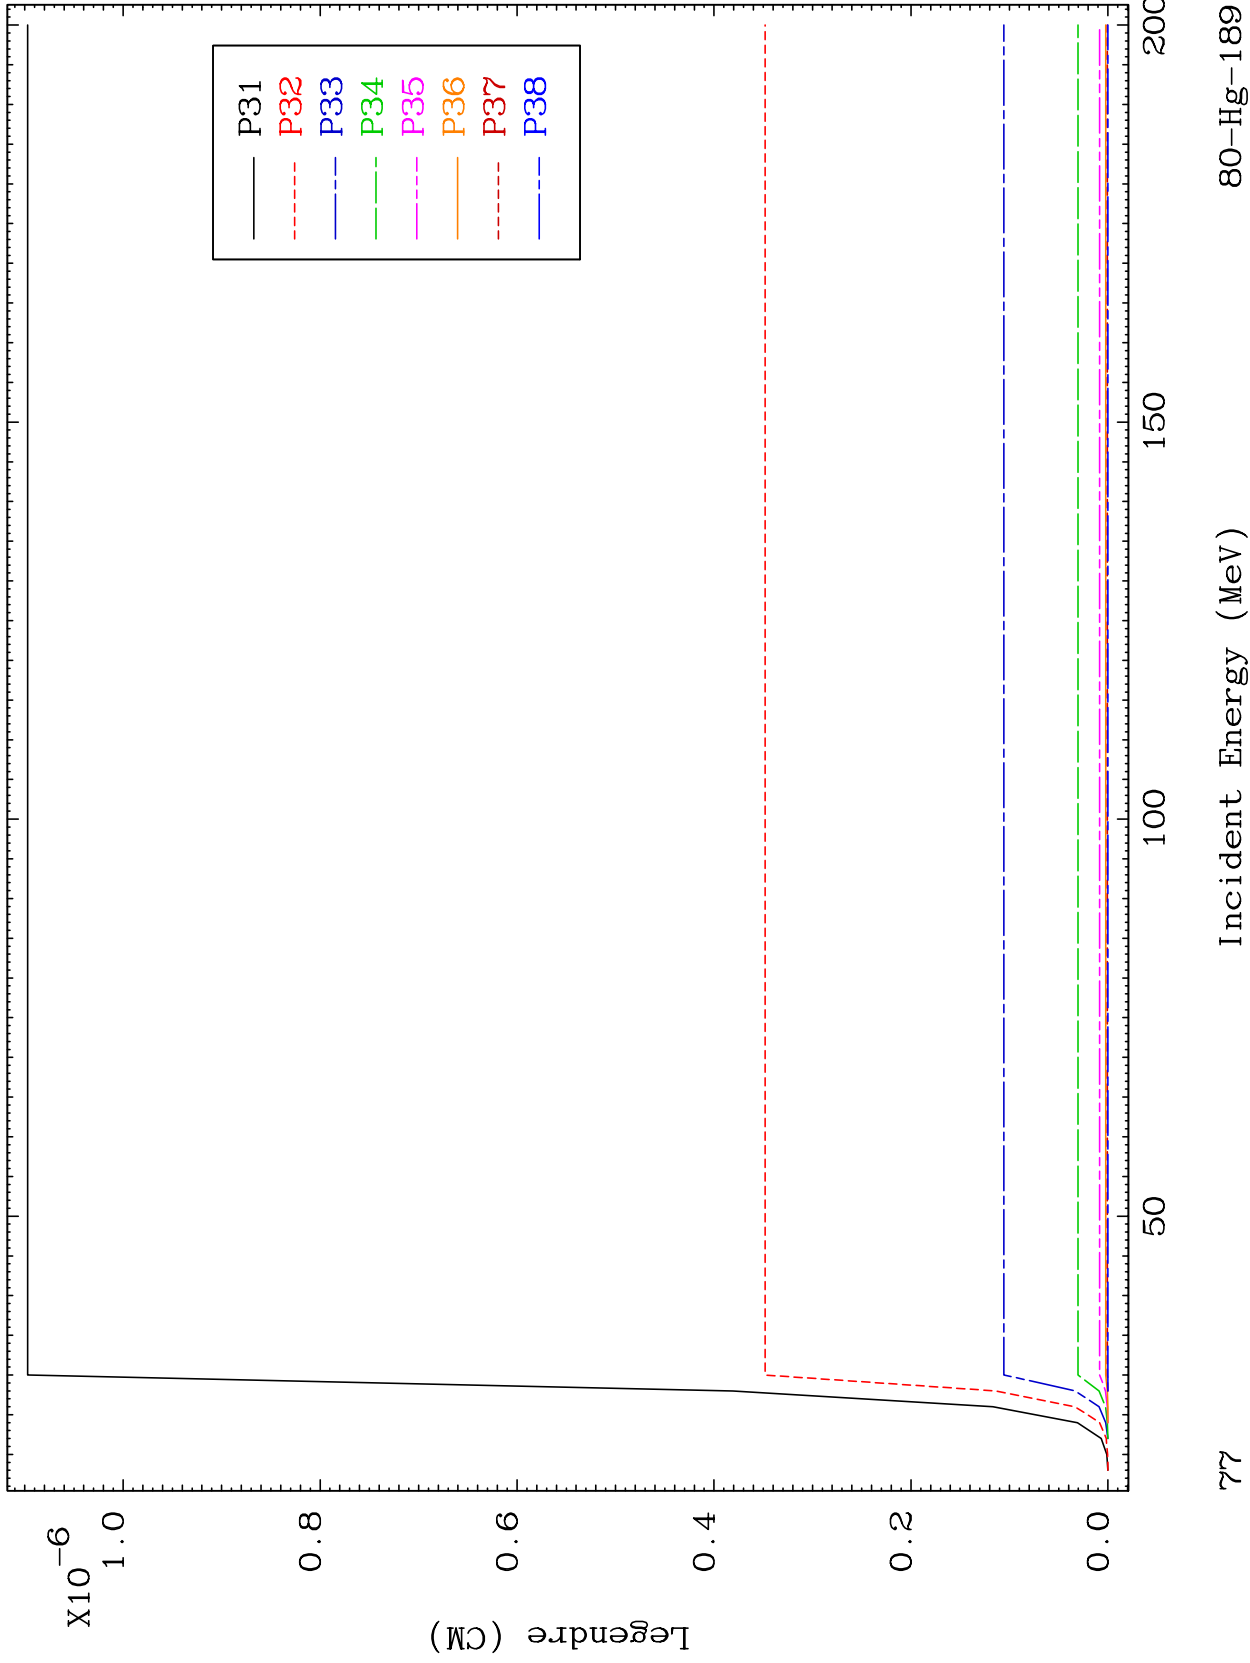 X10-6
1.0
0.8
0.6
0.4
0.2
0.0
Legendre (CM)
P31
P32
P33
P34
P35
P36
P37
P38
50
100
150
200
77
Incident Energy (MeV)
80-Hg-189